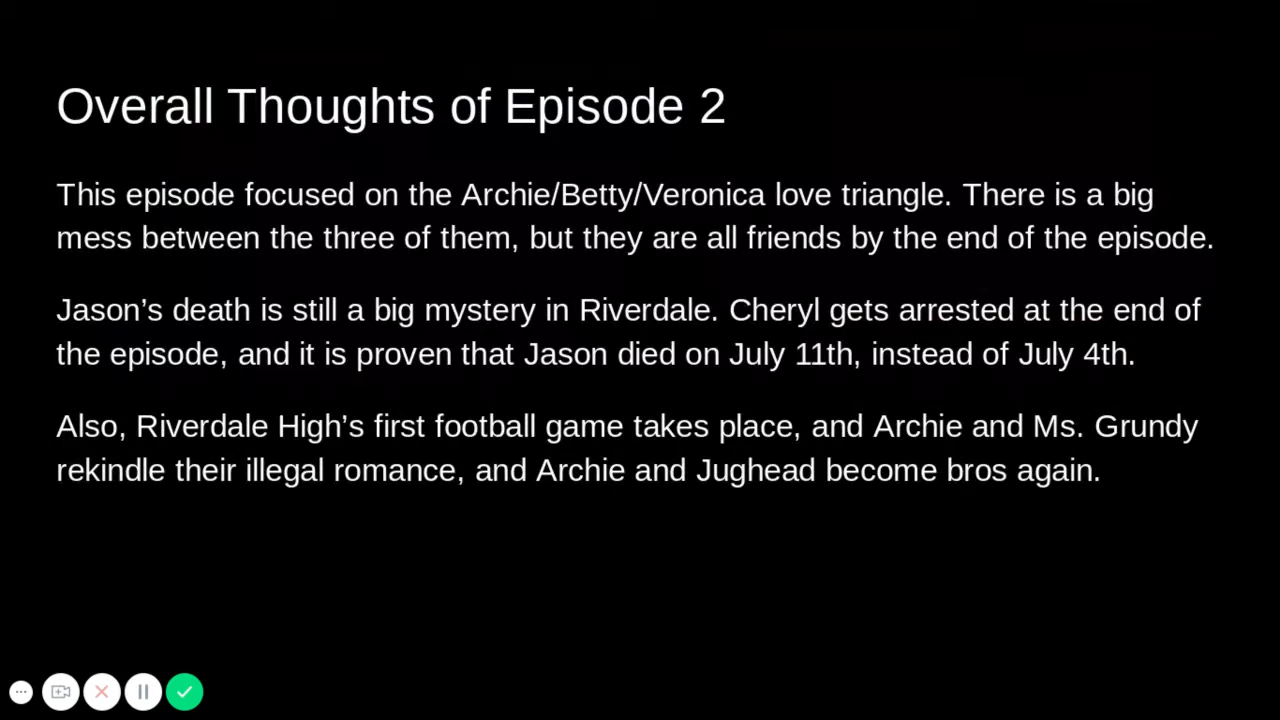 Overall Thoughts of Episode 2
This episode focused on the Archie/Betty/Veronica love triangle. There is a big
mess between the three of them, but they are all friends by the end of the episode.
Jason’s death is still a big mystery in Riverdale. Cheryl gets arrested at the end of
the episode, and it is proven that Jason died on July 11th, instead of July 4th.
Also, Riverdale High’s first football game takes place, and Archie and Ms. Grundy
rekindle their illegal romance, and Archie and Jughead become bros again.